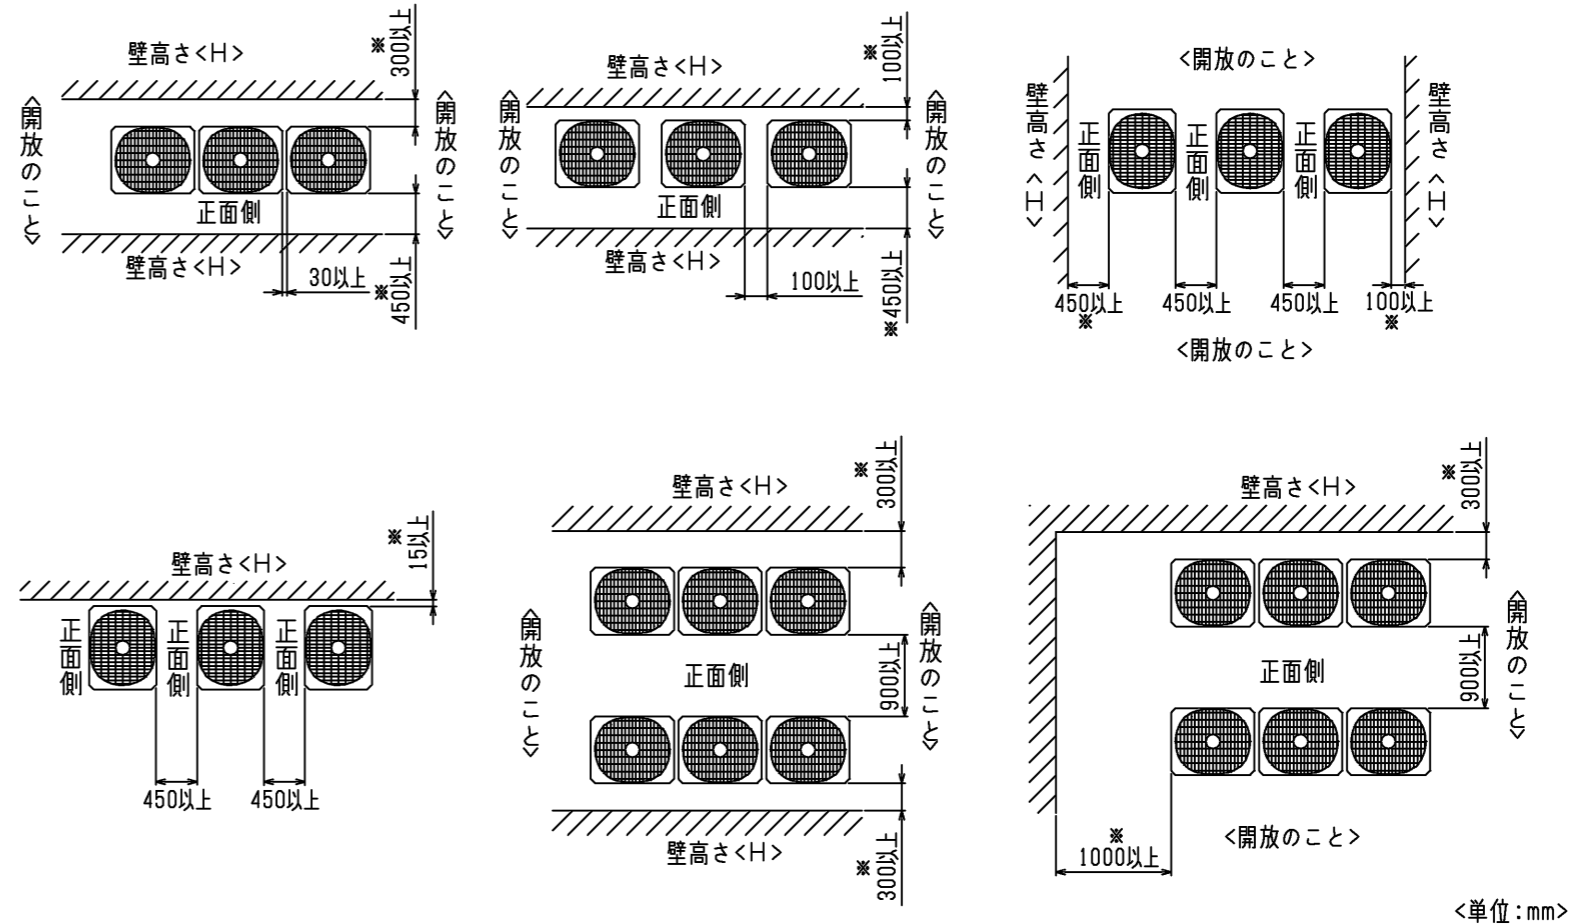 壁高さ<H>
※
300以上
<開放のこと>
<開放のこと>
正面側
壁高さ<H>
30以上
※
450以上
壁高さ<H>
※
100以上
<開放のこと>
<開放のこと>
正面側
壁高さ<H>
100以上
※450以上
<開放のこと>
壁高さ<H>
正面側
正面側
正面側
壁高さ<H>
450以上
※
450以上
450以上
100以上
※
<開放のこと>
壁高さ<H>
※
15以上
正面側
正面側
正面側
450以上
450以上
壁高さ<H>
※
300以上
<開放のこと>
正面側
900以上
<開放のこと>
壁高さ<H>
※
300以上
壁高さ<H>
※
300以上
正面側
900以上
<開放のこと>
※
1000以上
<開放のこと>
<単位:mm>